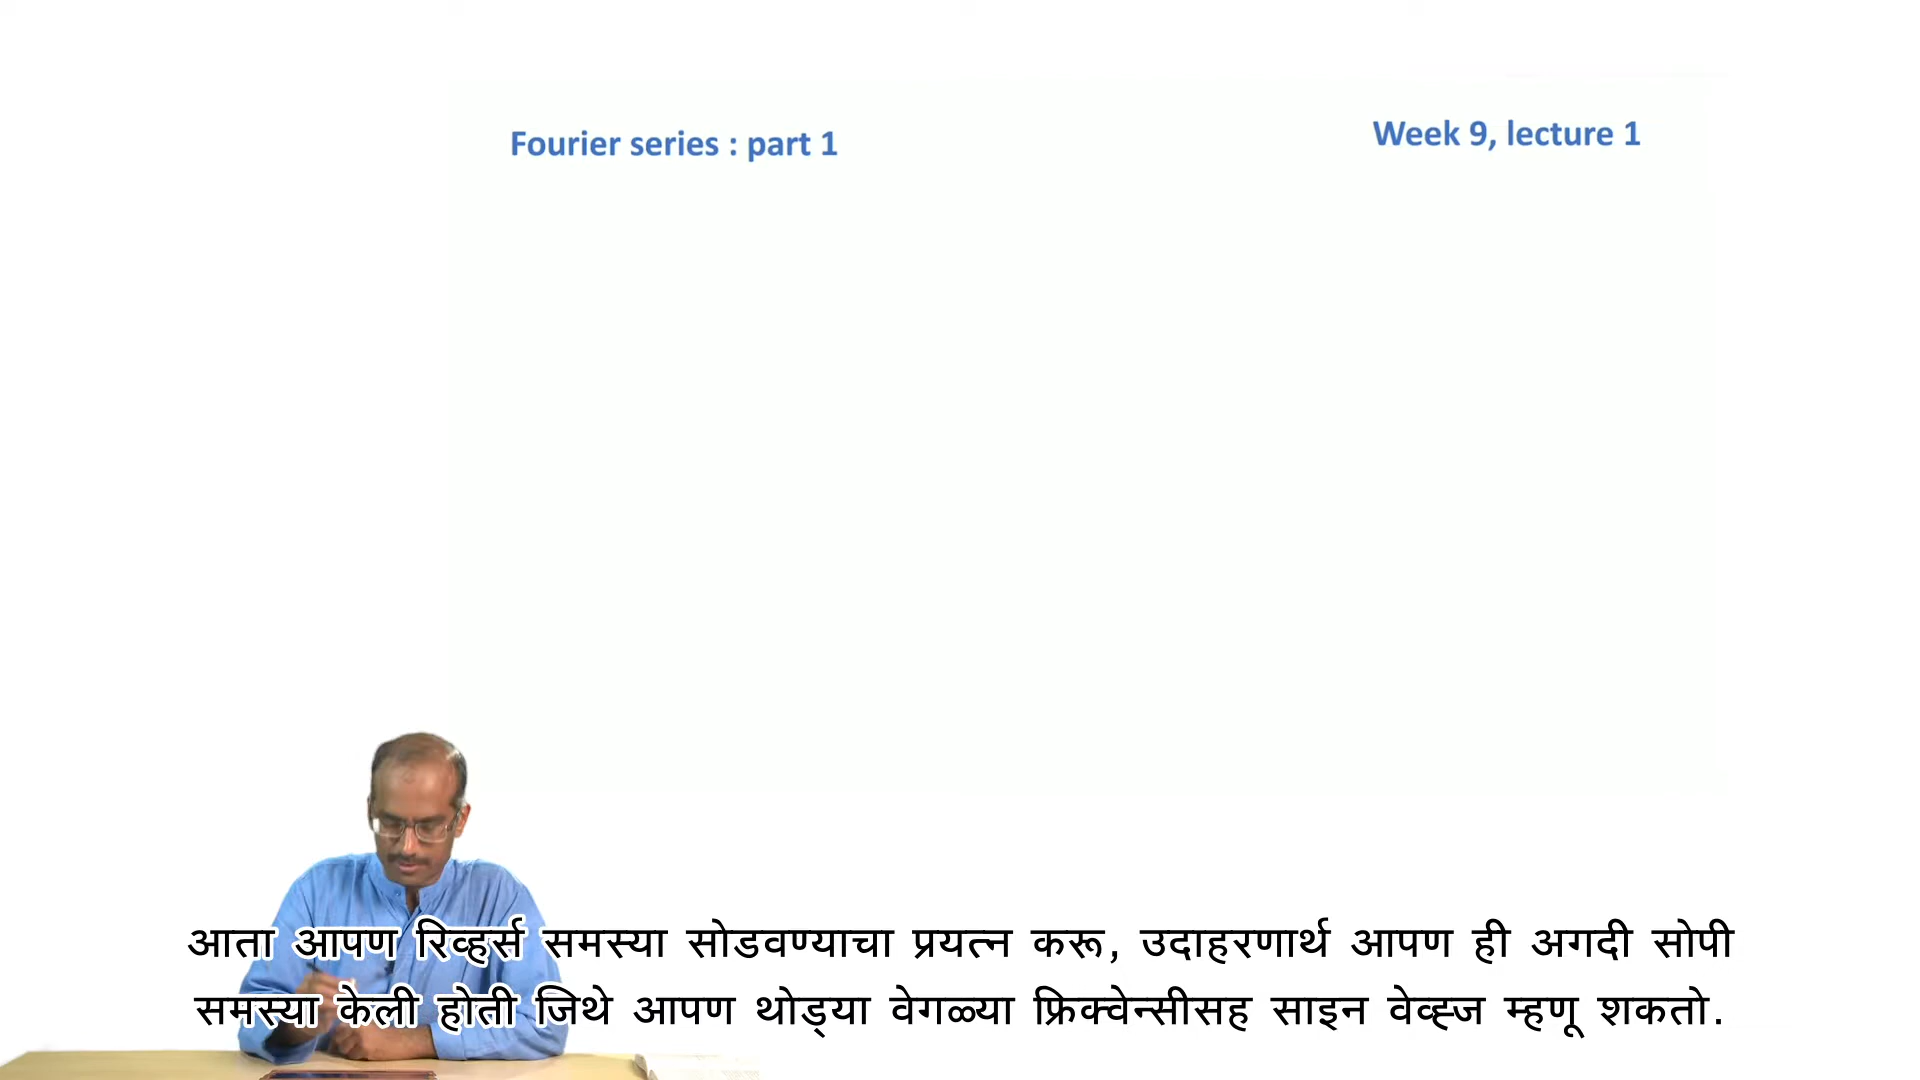 Fourier series : part 1
Week 9, lecture 1
आता आपण रिव्हर्स समस्या सोडवण्याचा प्रयत्न करू, उदाहरणार्थ आपण ही अगदी सोपी
समस्या केली होती जिथे आपण थोड्या वेगळ्या फ्रिक्वेन्सीसह साइन वेव्ह्ज म्हणू शकतो.